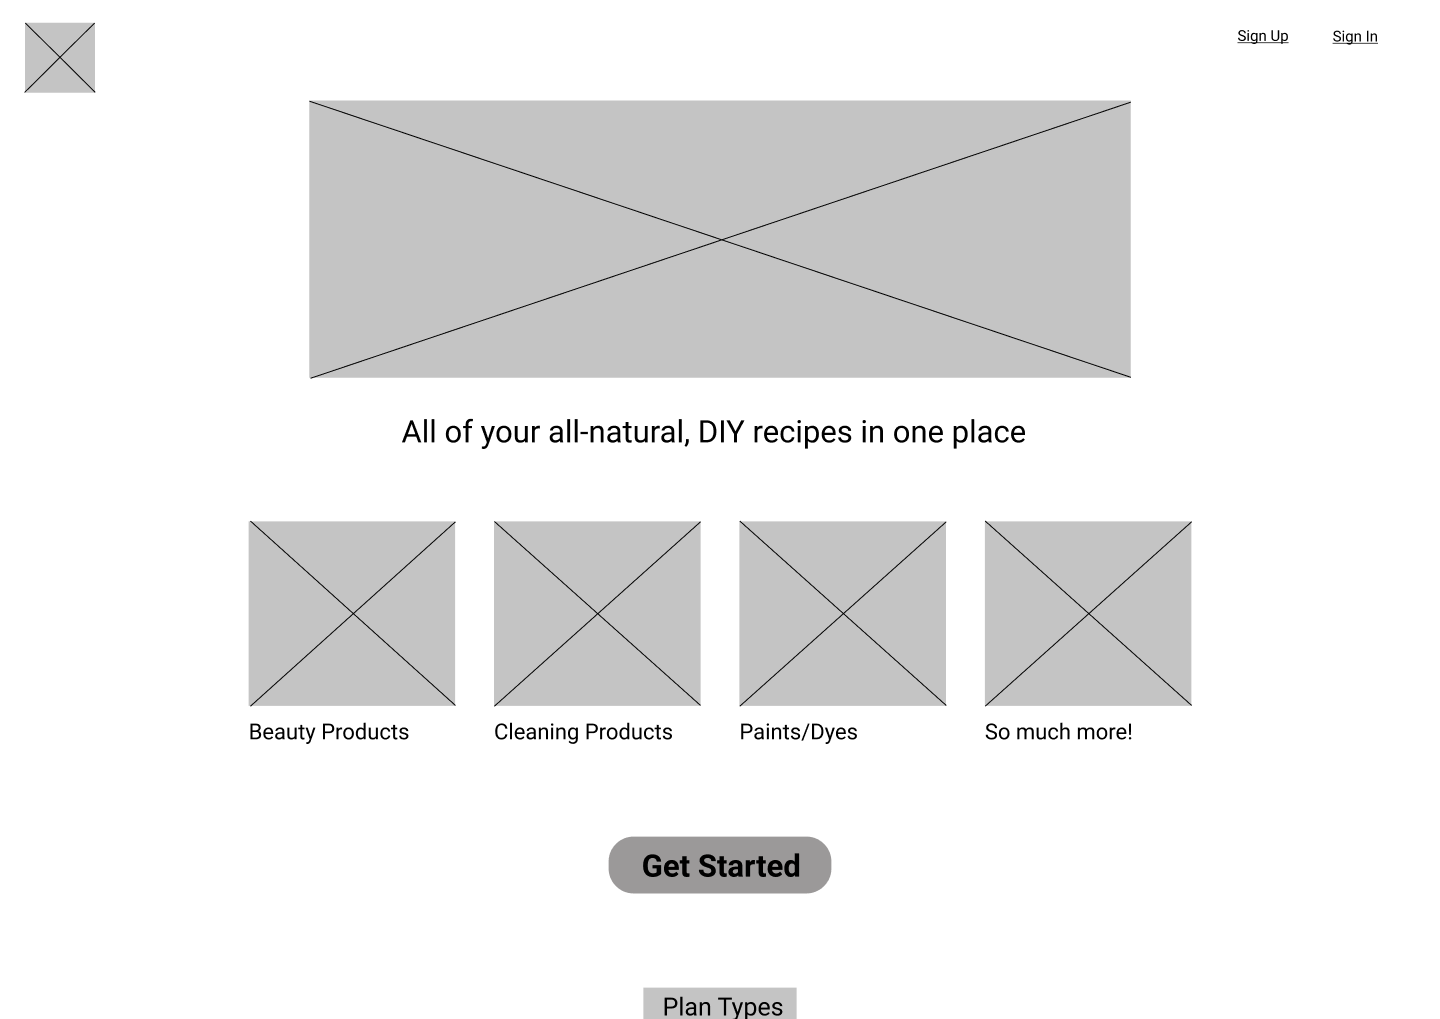 Sign Up
Sign In
All of your all-natural, DIY recipes in one place
Beauty Products
Cleaning Products
Paints/Dyes
So much more!
Get Started
Plan Types